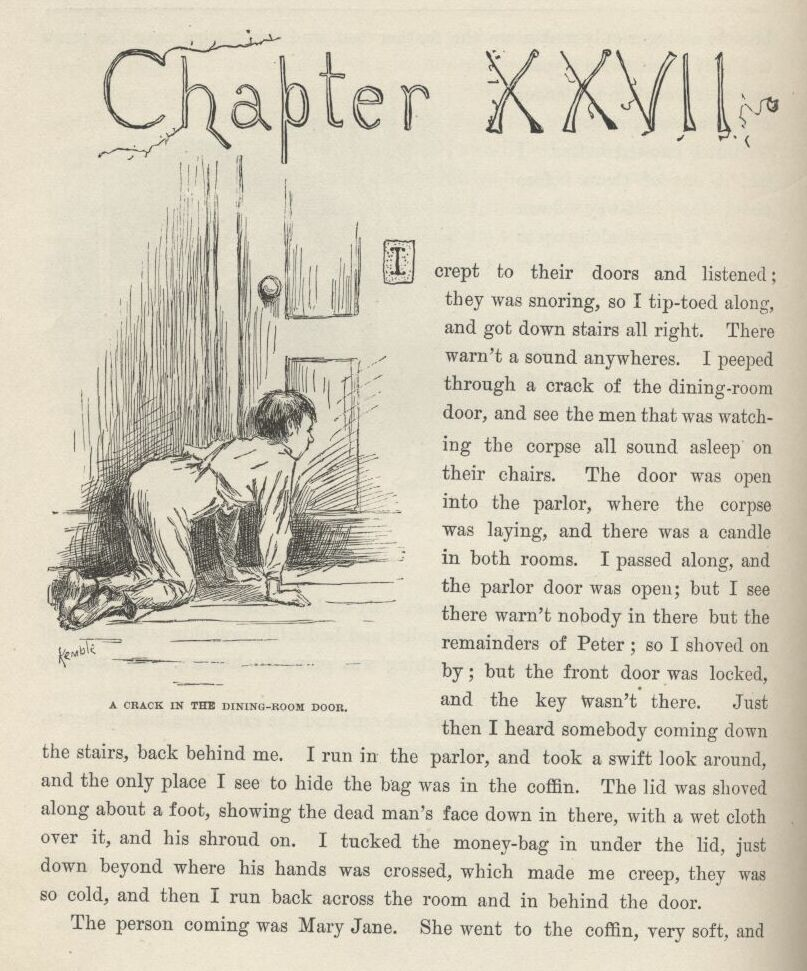 Chapter XXVII.
I crept to their doors and listened;
they was snoring, so I tip-toed along,
and got down stairs all right. There
warn't a sound anywheres. I peeped
through a crack of the dining-room
door, and see the men that was watch-
ing the corpse all sound asleep on
their chairs. The door was open
into the parlor, where the corpse
was laying, and there was a candle
in both rooms. I passed along, and
the parlor door was open; but I see
there warn't nobody in there but the
remainders of Peter; so I shoved on
by; but the front door was locked,
and the key wasn't there. Just
then I heard somebody coming down
Kemble
A CRACK IN THE DINING-ROOM DOOR.
the stairs, back behind me. I run in the parlor, and took a swift look around,
and the only place I see to hide the bag was in the coffin. The lid was shoved
along about a foot, showing the dead man's face down in there, with a wet cloth
over it, and his shroud on. I tucked the money-bag in under the lid, just
down beyond where his hands was crossed, which made me creep, they was
so cold, and then I run back across the room and in behind the door.
The person coming was Mary Jane. She went to the coffin, very soft, and